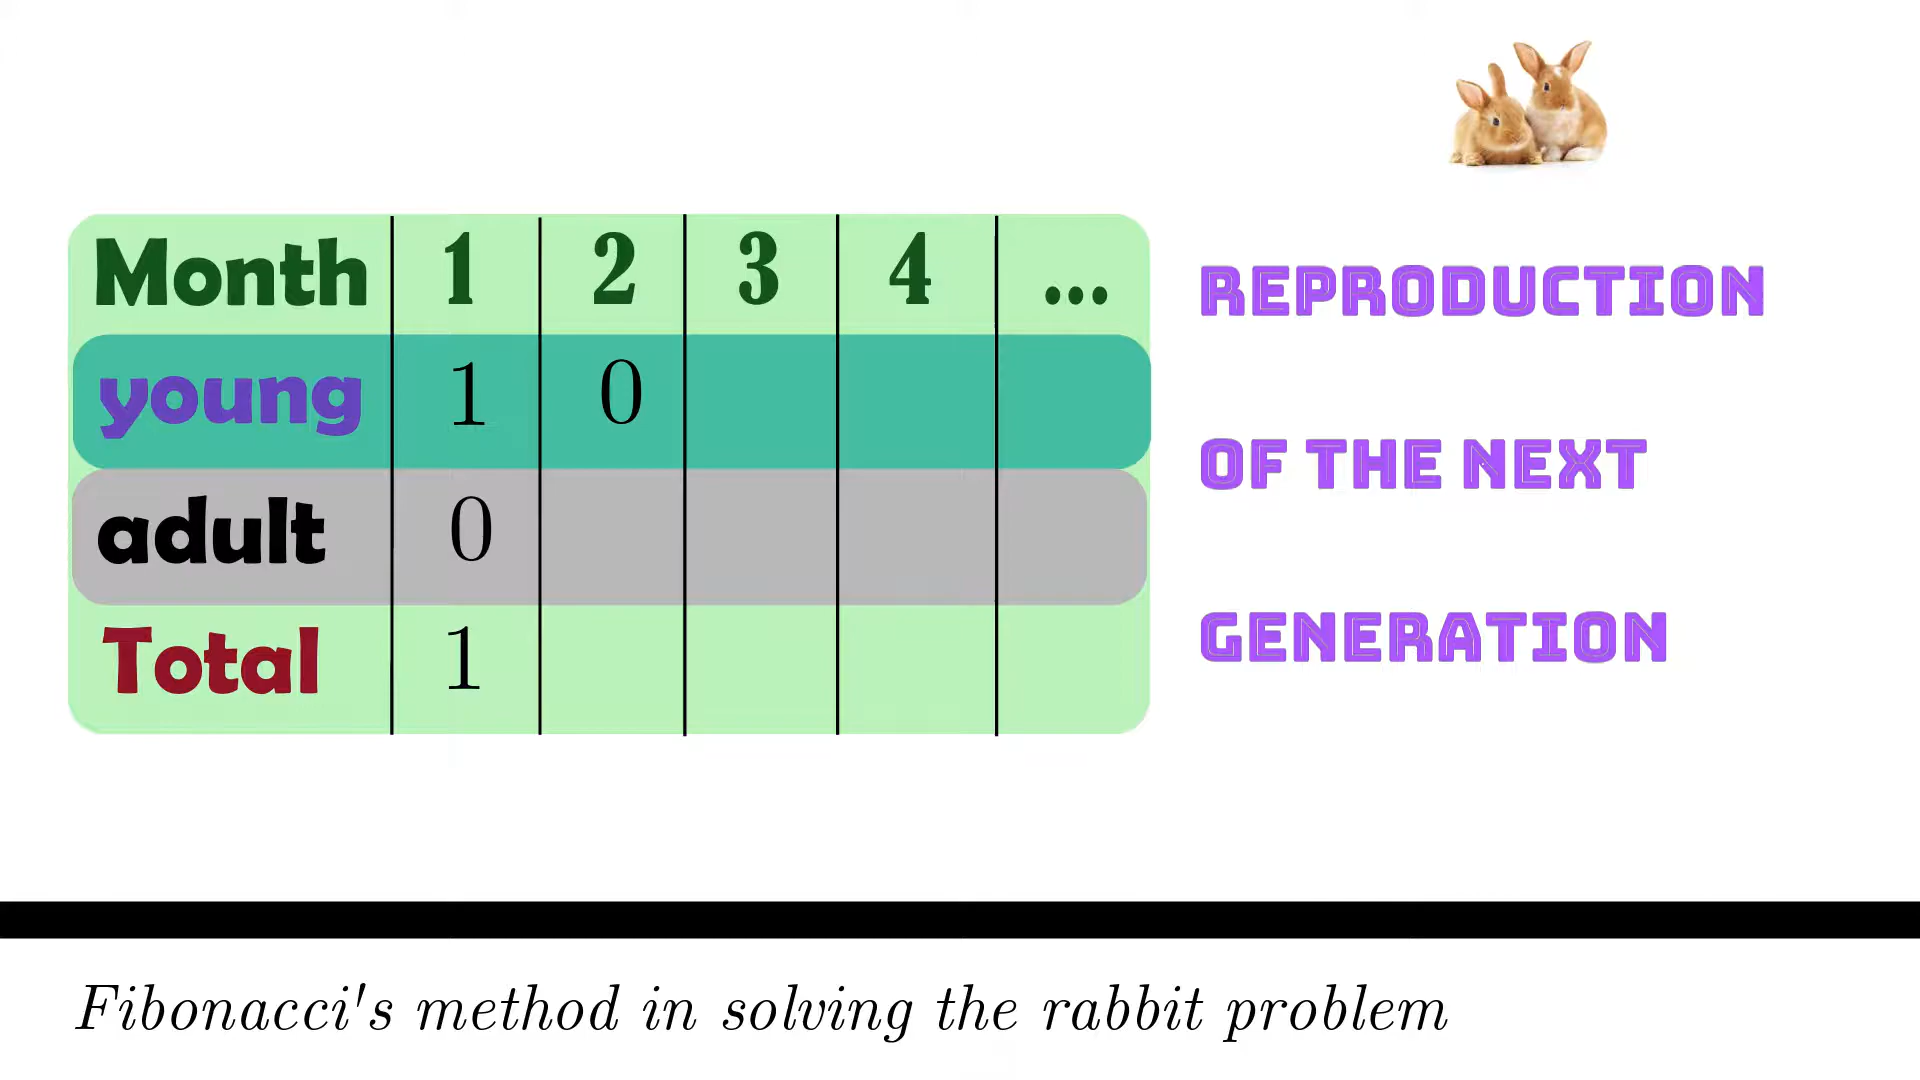 Month 1 2 3 4 ...
young 1 0
adult 0
Total 1
REPRODUCTION
OF THE NEXT
GENERATION
Fibonacci's method in solving the rabbit problem